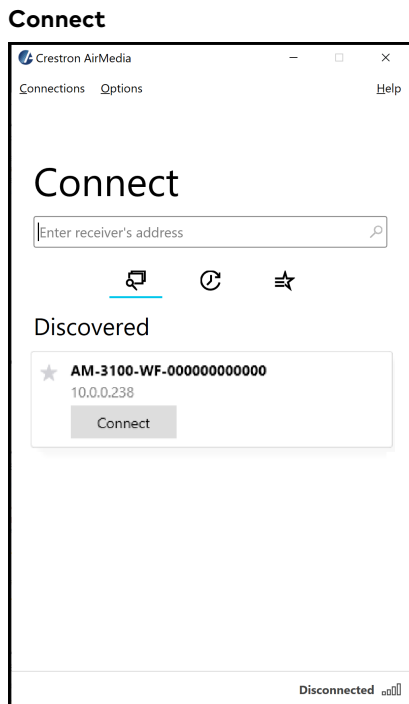 Connect
Crestron AirMedia
Connections Options Help
Connect
Enter receiver's address
Discovered
AM-3100-WF-000000000000
10.0.0.238
Connect
Disconnected